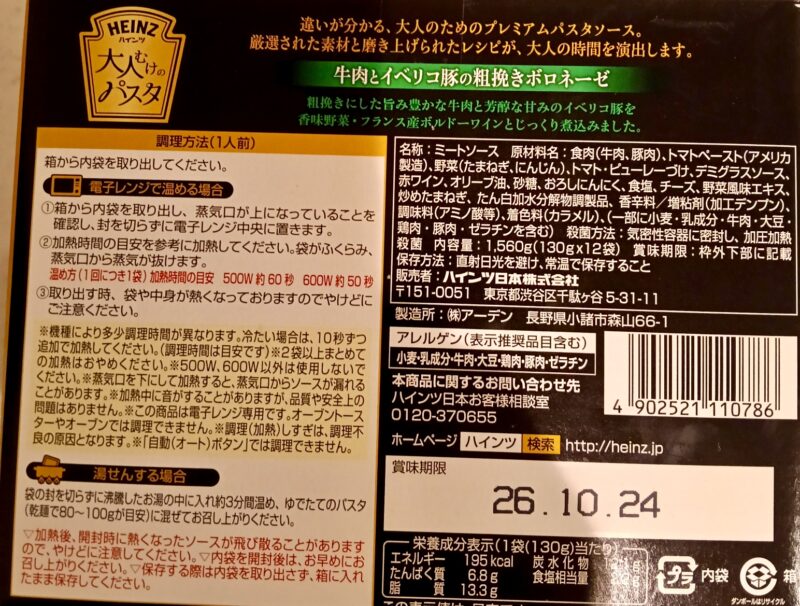 HEINZ
ハインツ
大人むけの
パスタ
違いが分かる、大人のためのプレミアムパスタソース。
厳選された素材と磨き上げられたレシピが、大人の時間を演出します。
牛肉とイベリコ豚の粗挽きボロネーゼ
粗挽きにした旨み豊かな牛肉と芳醇な甘みのイベリコ豚を
香味野菜・フランス産ボルドーワインとじっくり煮込みました。
調理方法(1人前)
箱から内袋を取り出してください。
電子レンジで温める場合
①箱から内袋を取り出し、蒸気口が上になっていることを
確認し、封を切らずに電子レンジ中央に置きます。
②加熱時間の目安を参考に加熱してください。袋がふくらみ、
蒸気口から蒸気が抜けます。
温め方(1回につき1袋) 加熱時間の目安 500W 約60秒 600W 約50秒
③取り出す時、袋や中身が熱くなっておりますのでやけどに
ご注意ください。
※機種により多少調理時間が異なります。冷たい場合は、10秒ずつ
追加で加熱してください。(調理時間は目安です)※2袋以上まとめて
の加熱はおやめください。※500W、600W以外は使用しないで
ください。※蒸気口を下にして加熱すると、蒸気口からソースが漏れる
ことがあります。※加熱中に音がすることがありますが、品質や安全上の
問題はありません。※この商品は電子レンジ専用です。オーブントース
ターやオーブンでは調理できません。※調理(加熱)しすぎは、調理不
良の原因となります。※「自動(オート)ボタン」では調理できません。
湯せんする場合
袋の封を切らずに沸騰したお湯の中に入れ約3分間温め、ゆでたてのパスタ
(乾麺で80〜100gが目安)に混ぜてお召し上がりください。
▽加熱後、開封時に熱くなったソースが飛び散ることがあります
ので、やけどに注意してください。▽内袋を開封後は、お早めにお
召し上がりください。▽保存する際は内袋を取り出さず、箱に入れ
たまま保存してください。
名称:ミートソース 原材料名:食肉(牛肉、豚肉)、トマトペースト(アメリカ
製造)、野菜(たまねぎ、にんじん)、トマト・ピューレーづけ、デミグラスソース、
赤ワイン、オリーブ油、砂糖、おろしにんにく、食塩、チーズ、野菜風味エキス、
炒めたまねぎ、たん白加水分解物調製品、香辛料/増粘剤(加工デンプン)、
調味料(アミノ酸等)、着色料(カラメル)、(一部に小麦・乳成分・牛肉・大豆・
鶏肉・豚肉・ゼラチンを含む) 殺菌方法:気密性容器に密封し、加圧加熱
殺菌 内容量:1,560g(130g×12袋) 賞味期限:枠外下部に記載
保存方法:直射日光を避け、常温で保存すること
販売者:ハインツ日本株式会社
〒151-0051 東京都渋谷区千駄ヶ谷5-31-11
製造所:㈱アーデン 長野県小諸市森山66-1
アレルゲン(表示推奨品目含む)
小麦・乳成分・牛肉・大豆・鶏肉・豚肉・ゼラチン
本商品に関するお問い合わせ先
ハインツ日本お客様相談室
0120-370655
4 902521 110786
ホームページ ハインツ 検索 http://heinz.jp
賞味期限
26.10.24
栄養成分表示(1袋(130g)当たり)
エネルギー 195kcal 炭水化物
たんぱく質 6.8g 食塩相当量
脂質 13.3g
プラ 内袋
箱
ダンボールはリサイクル